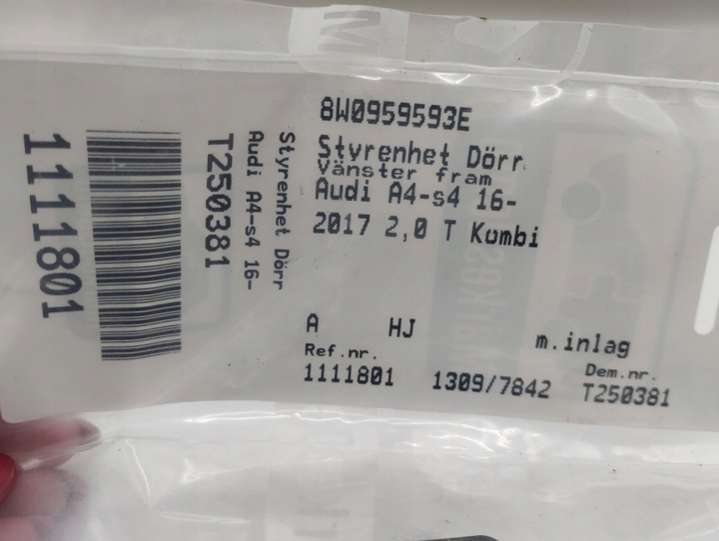 8W0959593E
Styrenhet Dörr
Vänster fram
Audi A4-s4 16-
2017 2,0 T Kombi
A HJ m.inlag
Ref.nr. Dem.nr.
1111801 1309/7842 T250381
Styrenhet Dörr
Audi A4-s4 16-
T250381
1111801